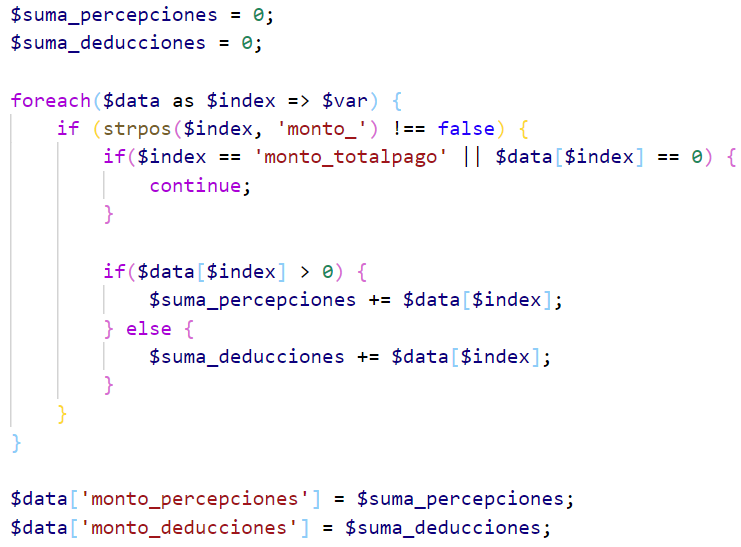 $suma_percepciones = 0;
$suma_deducciones = 0;

foreach($data as $index => $var) {
    if (strpos($index, 'monto_') !== false) {
        if($index == 'monto_totalpago' || $data[$index] == 0) {
            continue;
        }

        if($data[$index] > 0) {
            $suma_percepciones += $data[$index];
        } else {
            $suma_deducciones += $data[$index];
        }
    }
}

$data['monto_percepciones'] = $suma_percepciones;
$data['monto_deducciones'] = $suma_deducciones;